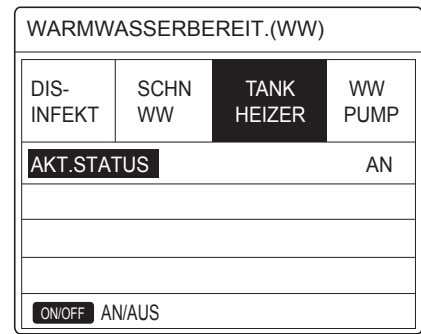 WARMWASSERBEREIT.(WW)
DIS-
INFEKT
SCHN
WW
TANK
HEIZER
WW
PUMP
AKT.STATUS AN
ON/OFF AN/AUS